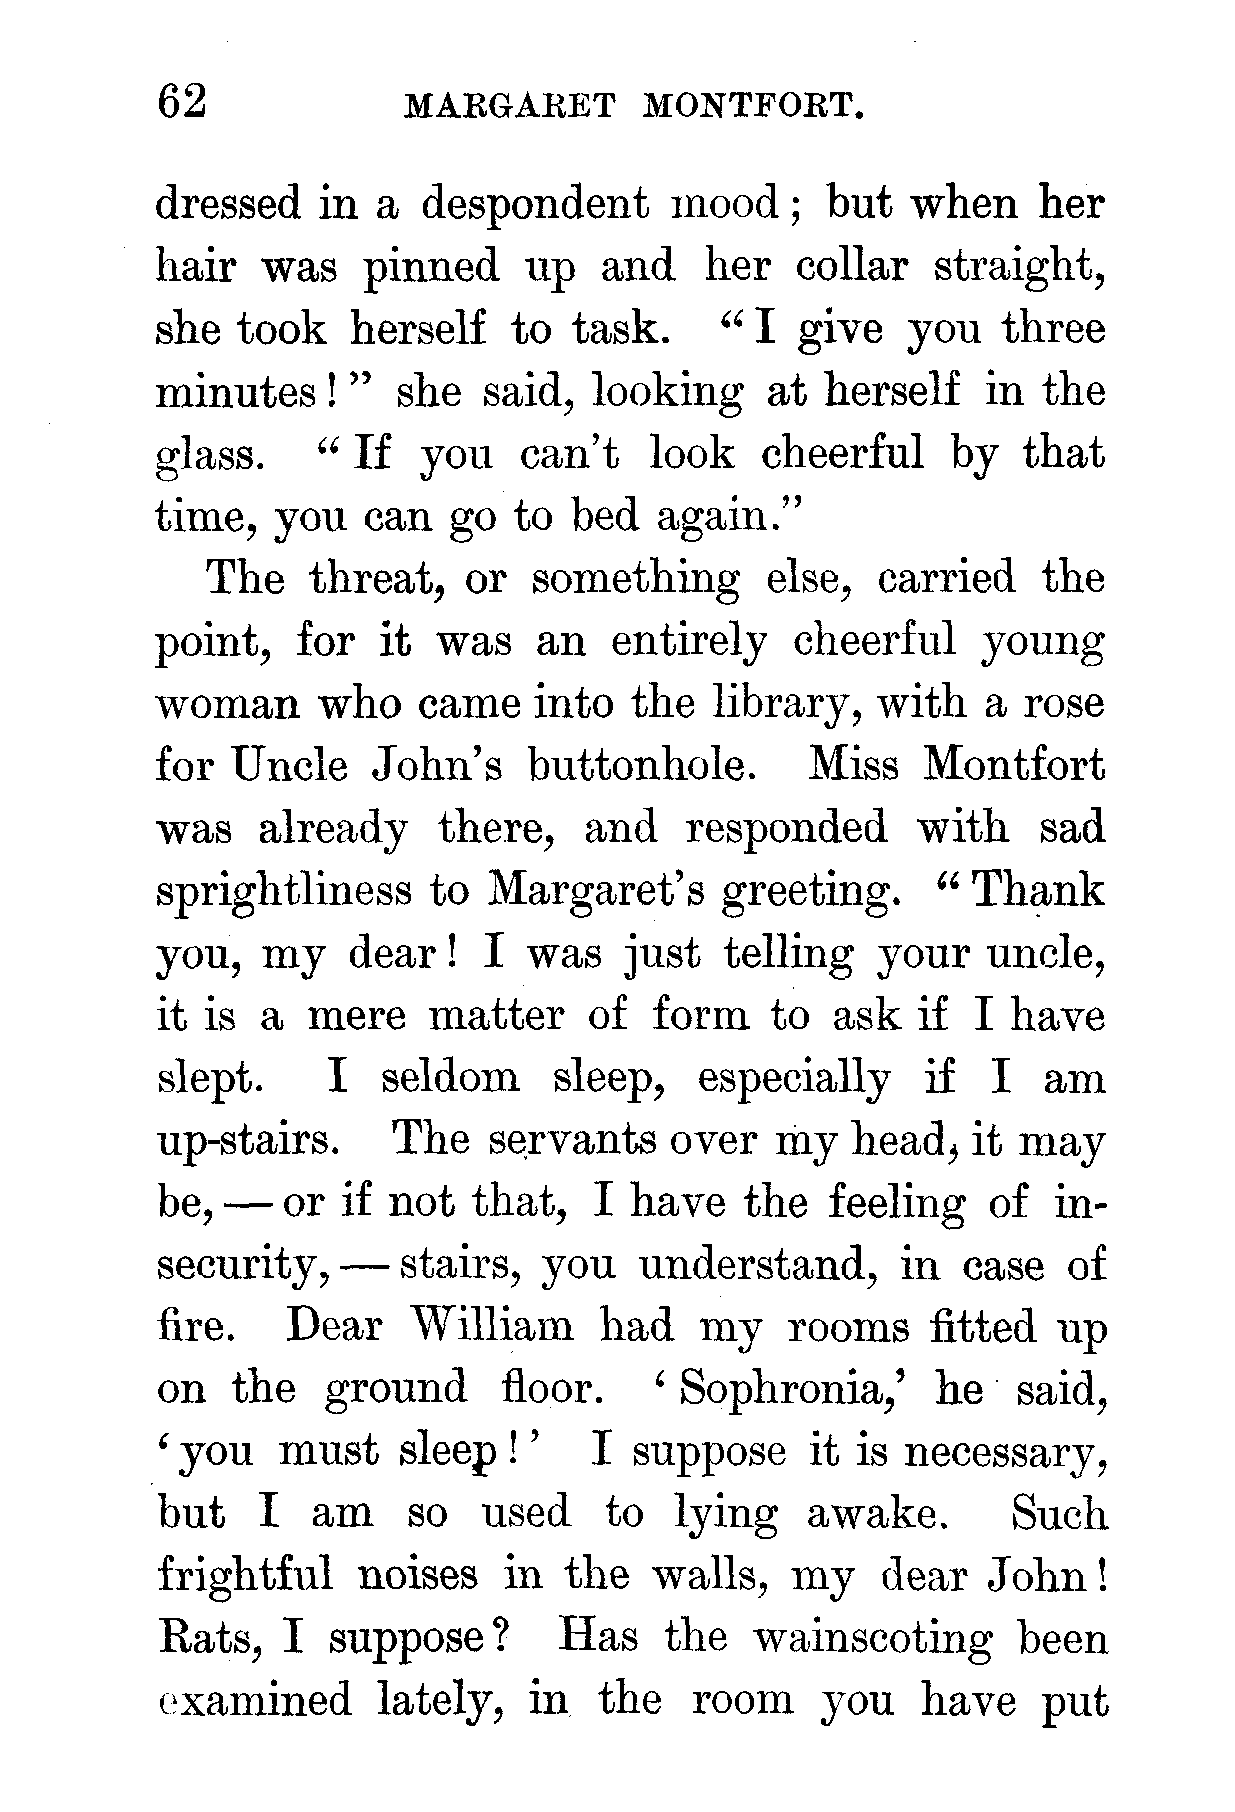 62 MARGARET MONTFORT.
dressed in a despondent mood; but when her
hair was pinned up and her collar straight,
she took herself to task. "I give you three
minutes!" she said, looking at herself in the
glass. "If you can't look cheerful by that
time, you can go to bed again."
The threat, or something else, carried the
point, for it was an entirely cheerful young
woman who came into the library, with a rose
for Uncle John's buttonhole. Miss Montfort
was already there, and responded with sad
sprightliness to Margaret's greeting. "Thank
you, my dear! I was just telling your uncle,
it is a mere matter of form to ask if I have
slept. I seldom sleep, especially if I am
up-stairs. The servants over my head, it may
be,—or if not that, I have the feeling of in-
security,—stairs, you understand, in case of
fire. Dear William had my rooms fitted up
on the ground floor. 'Sophronia,' he said,
'you must sleep!' I suppose it is necessary,
but I am so used to lying awake. Such
frightful noises in the walls, my dear John!
Rats, I suppose? Has the wainscoting been
examined lately, in the room you have put